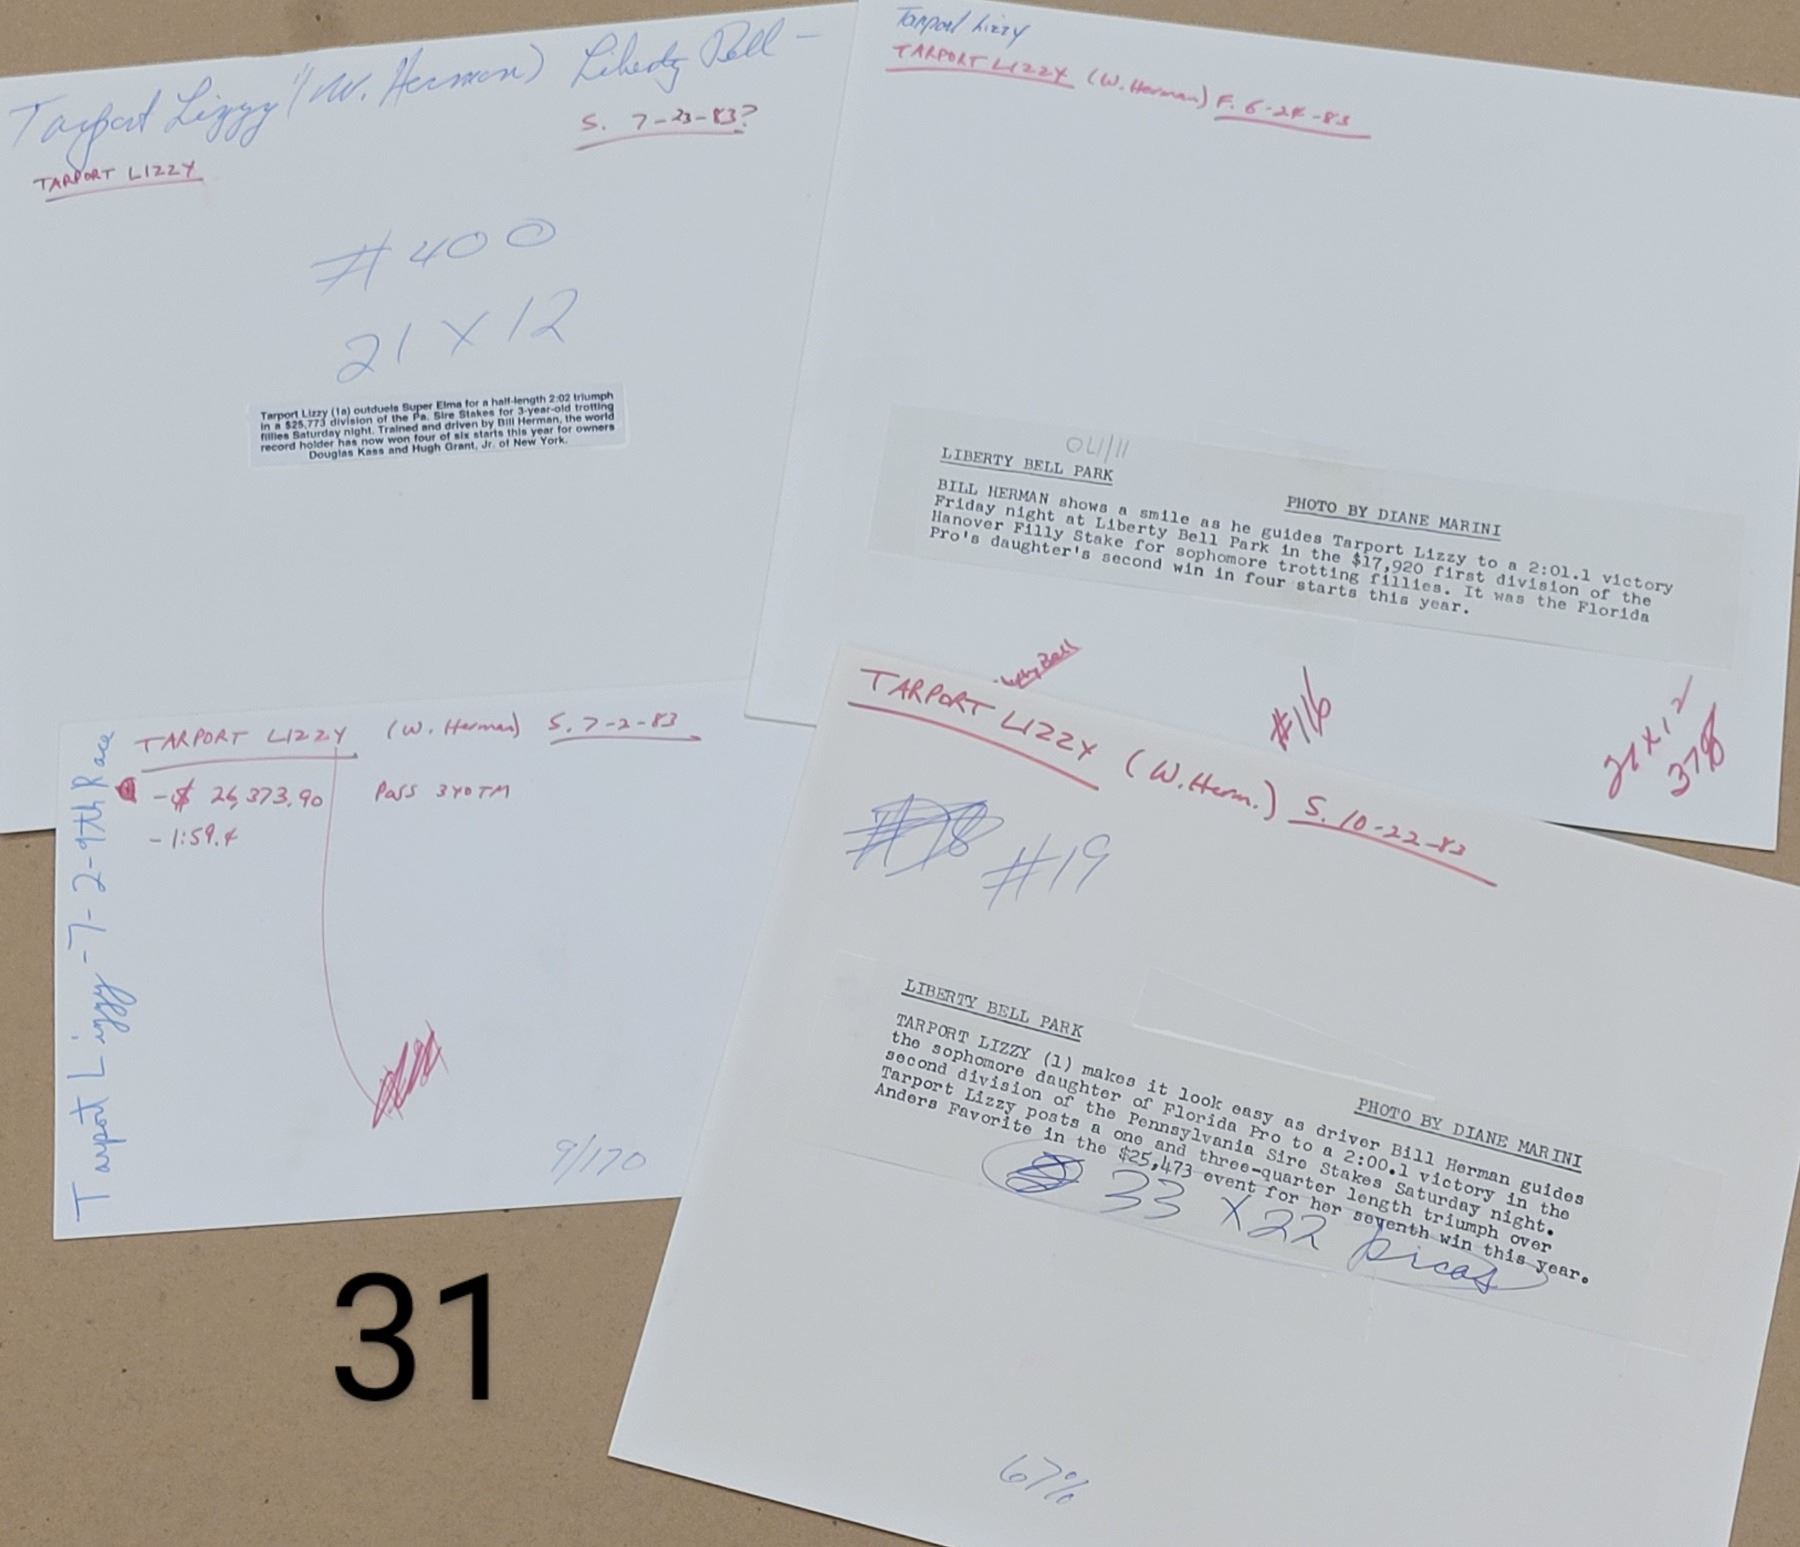 Tarport Lizzy (W. Herman) Liberty Bell -
S. 7-23-83?
TARPORT LIZZY
#400
21 X 12
Tarport Lizzy (1a) outduels Super Elma for a half-length 2:02 triumph
in a $25,773 division of the Pa. Sire Stakes for 3-year-old trotting
fillies Saturday night. Trained and driven by Bill Herman, the world
record holder has now won four of six starts this year for owners
Douglas Kass and Hugh Grant, Jr. of New York.
Tarport Lizzy
TARPORT LIZZY (W. Herman) F. 6-24-83
LIBERTY BELL PARK
PHOTO BY DIANE MARINI
BILL HERMAN shows a smile as he guides Tarport Lizzy to a 2:01.1 victory
Friday night at Liberty Bell Park in the $17,920 first division of the
Hanover Filly Stake for sophomore trotting fillies. It was the Florida
Pro's daughter's second win in four starts this year.
#116
21 x 12
378
Tarport Lizzy - 7-2-9th Race
TARPORT LIZZY (W. Herman) S. 7-2-83
-$ 26,373.90 Pass 3YOTM
- 1:59.4
9/170
TARPORT LIZZY (W. Herm.) S. 10-22-83
#19
LIBERTY BELL PARK
PHOTO BY DIANE MARINI
TARPORT LIZZY (1) makes it look easy as driver Bill Herman guides
the sophomore daughter of Florida Pro to a 2:00.1 victory in the
second division of the Pennsylvania Sire Stakes Saturday night.
Tarport Lizzy posts a one and three-quarter length triumph over
Anders Favorite in the $25,473 event for her seventh win this year.
33 X 22 picas
67%
31